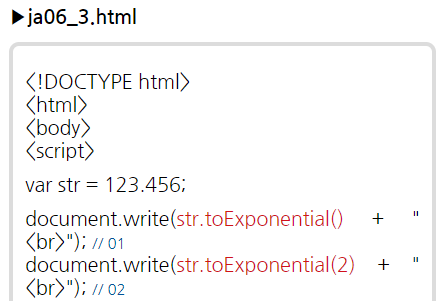 ▶ja06_3.html
<!DOCTYPE html>
<html>
<body>
<script>
var str = 123.456;
document.write(str.toExponential() + "
<br>"); // 01
document.write(str.toExponential(2) + "
<br>"); // 02